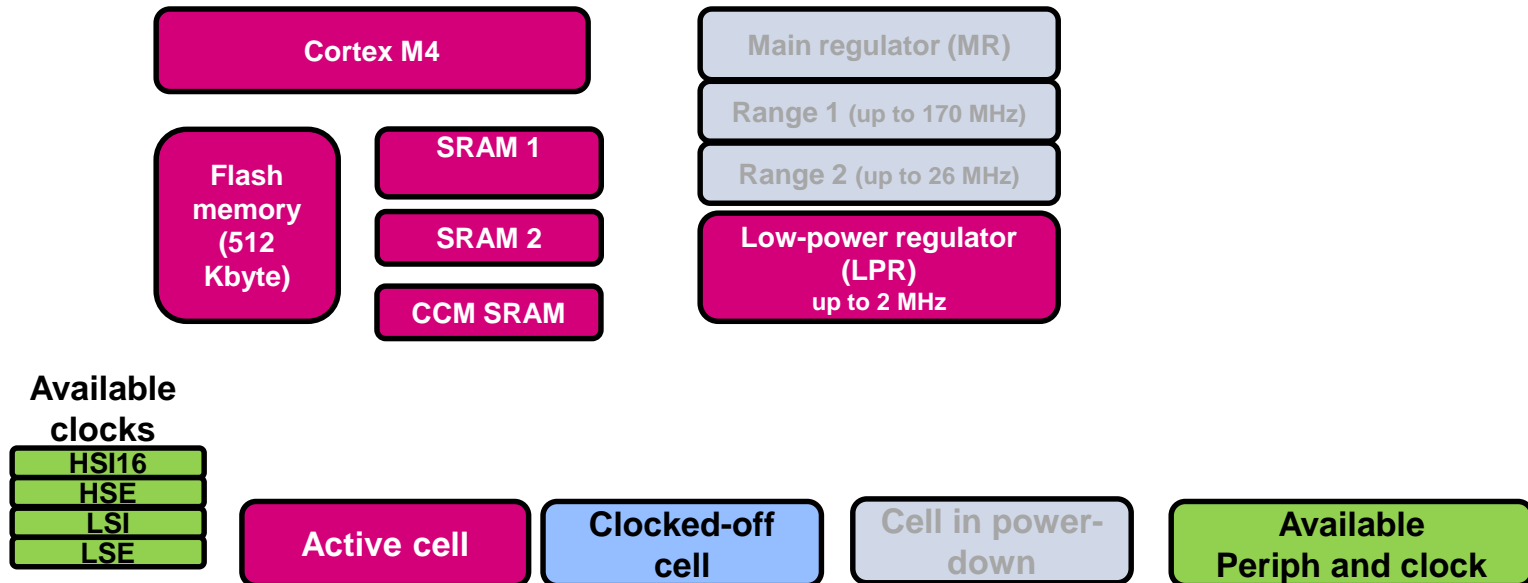 Cortex M4
Main regulator (MR)
Range 1 (up to 170 MHz)
Range 2 (up to 26 MHz)
Flash
memory
(512
Kbyte)
SRAM 1
SRAM 2
CCM SRAM
Low-power regulator
(LPR)
up to 2 MHz
Available
clocks
HSI16
HSE
LSI
LSE
Active cell
Clocked-off
cell
Cell in power-
down
Available
Periph and clock